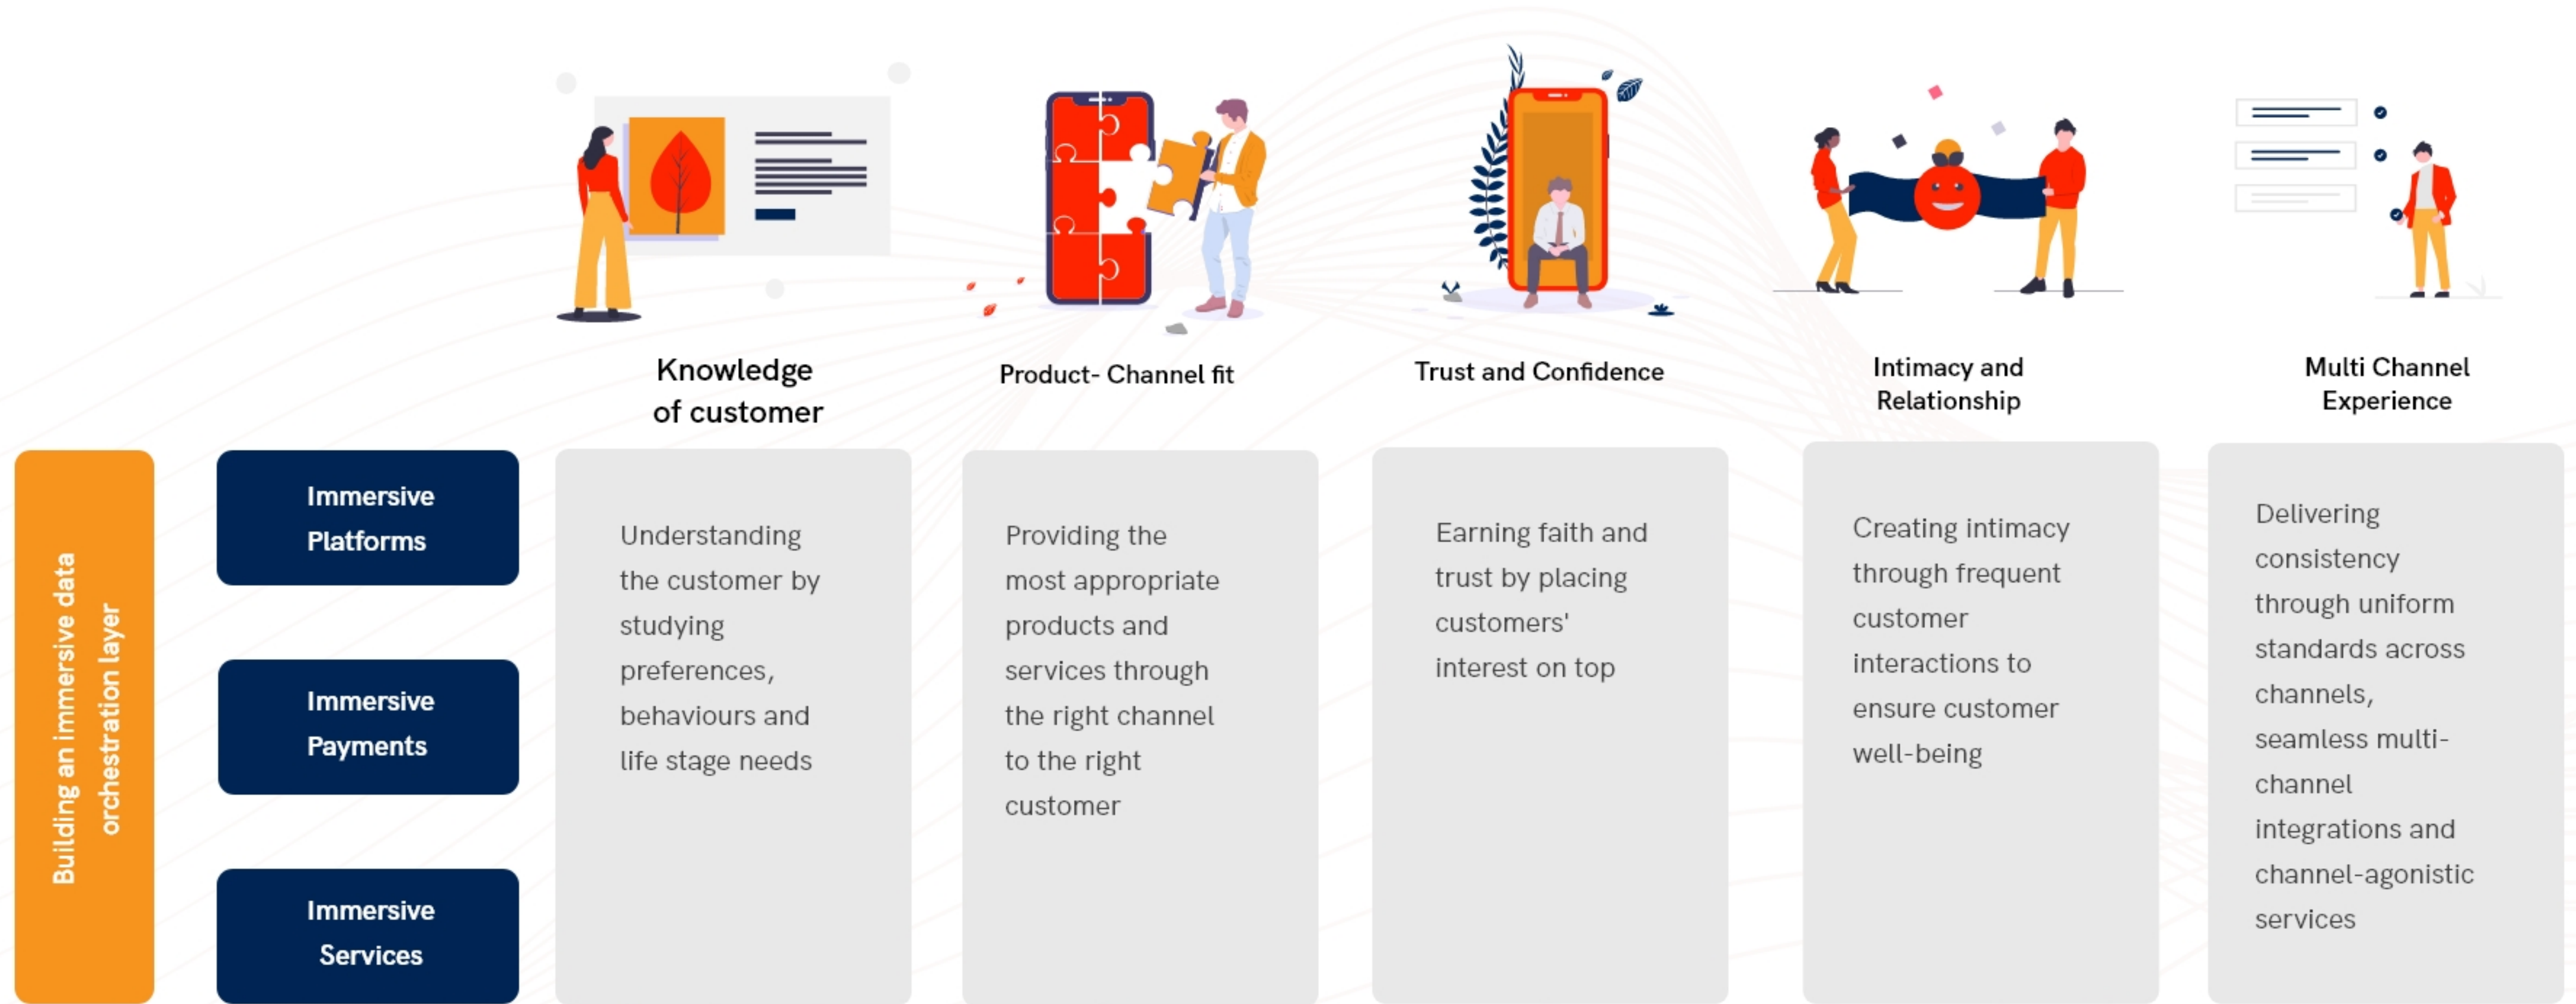 Knowledge
of customer
Product- Channel fit
Trust and Confidence
Intimacy and
Relationship
Multi Channel
Experience
Building an immersive data
orchestration layer
Immersive
Platforms
Immersive
Payments
Immersive
Services
Understanding
the customer by
studying
preferences,
behaviours and
life stage needs
Providing the
most appropriate
products and
services through
the right channel
to the right
customer
Earning faith and
trust by placing
customers'
interest on top
Creating intimacy
through frequent
customer
interactions to
ensure customer
well-being
Delivering
consistency
through uniform
standards across
channels,
seamless multi-
channel
integrations and
channel-agonistic
services